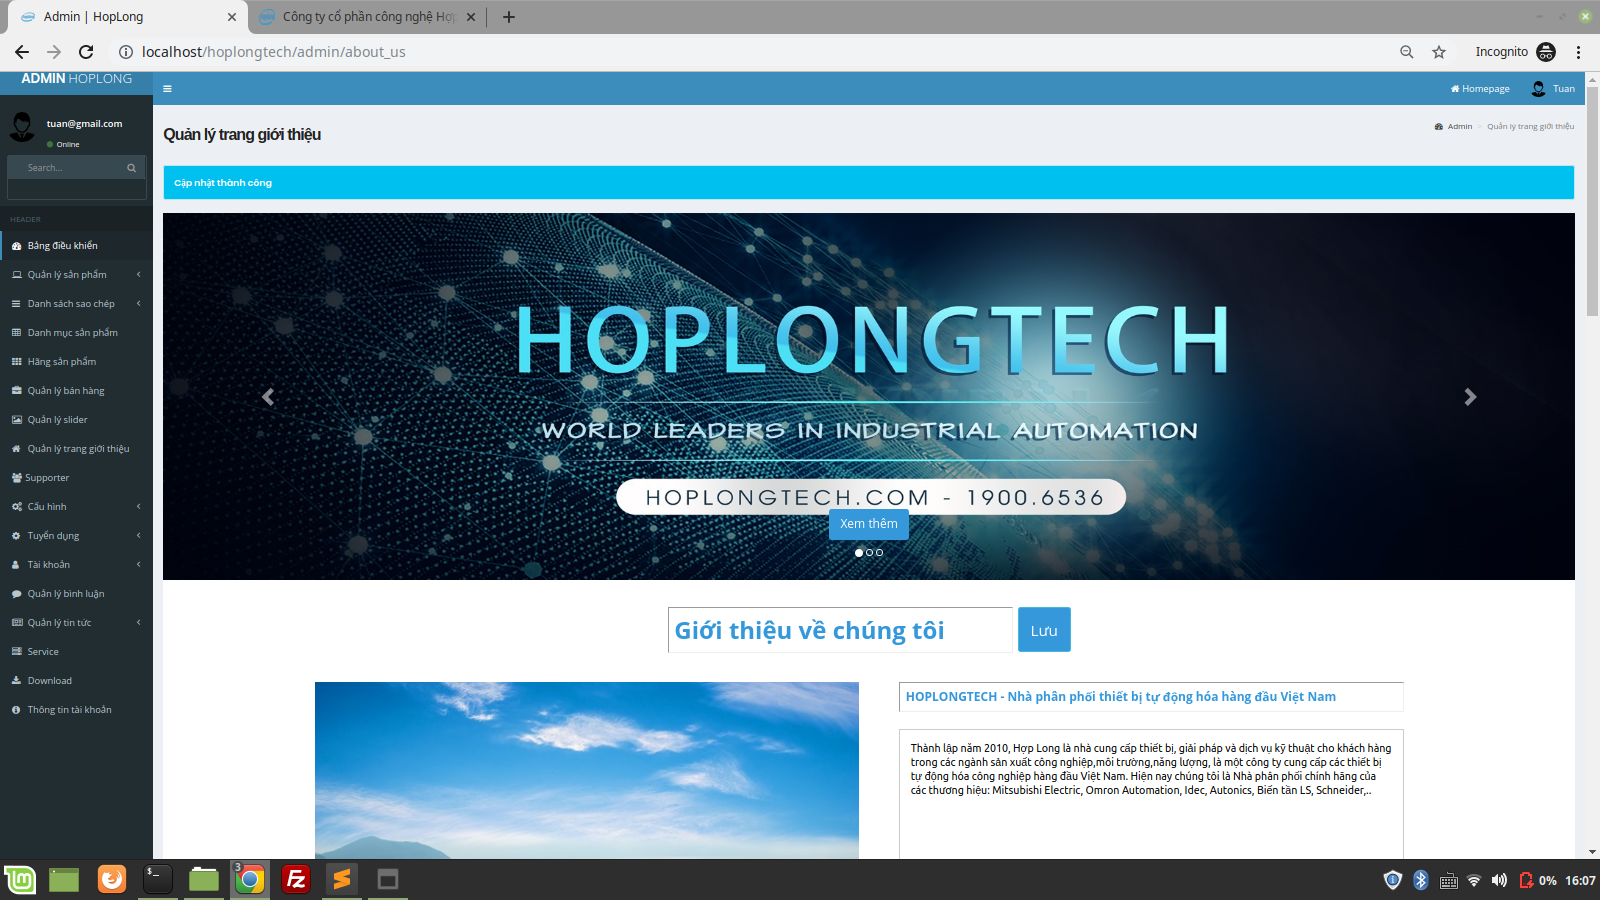 Admin | HopLong
Công ty cổ phần công nghệ Hợp
localhost/hoplongtech/admin/about_us
Incognito
ADMIN HOPLONG
Homepage
Tuan
tuan@gmail.com
Online
Search...
HEADER
Bảng điều khiển
Quản lý sản phẩm
Danh sách sao chép
Danh mục sản phẩm
Hãng sản phẩm
Quản lý bán hàng
Quản lý slider
Quản lý trang giới thiệu
Supporter
Cấu hình
Tuyển dụng
Tài khoản
Quản lý bình luận
Quản lý tin tức
Service
Download
Thông tin tài khoản
Quản lý trang giới thiệu
Admin > Quản lý trang giới thiệu
Cập nhật thành công
HOPLONGTECH
WORLD LEADERS IN INDUSTRIAL AUTOMATION
HOPLONGTECH.COM - 1900.6536
Xem thêm
Giới thiệu về chúng tôi
Lưu
HOPLONGTECH - Nhà phân phối thiết bị tự động hóa hàng đầu Việt Nam
Thành lập năm 2010, Hợp Long là nhà cung cấp thiết bị, giải pháp và dịch vụ kỹ thuật cho khách hàng
trong các ngành sản xuất công nghiệp,môi trường,năng lượng, là một công ty cung cấp các thiết bị
tự động hóa công nghiệp hàng đầu Việt Nam. Hiện nay chúng tôi là Nhà phân phối chính hãng của
các thương hiệu: Mitsubishi Electric, Omron Automation, Idec, Autonics, Biến tần LS, Schneider,..
3
0%
16:07